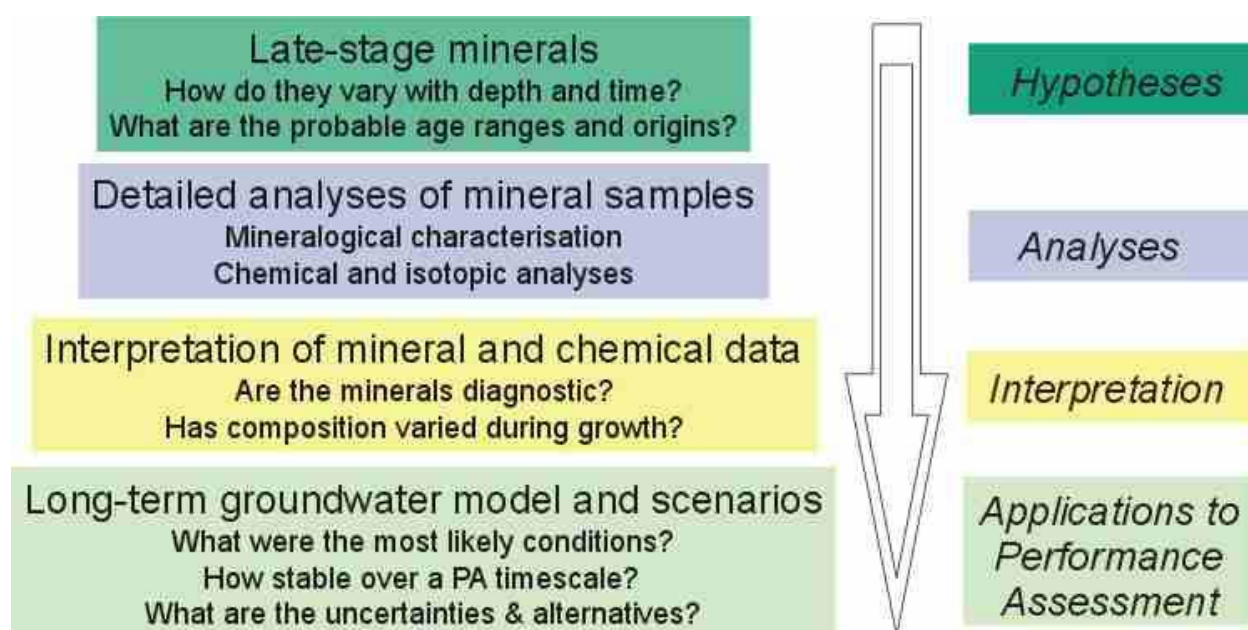 Late-stage minerals
How do they vary with depth and time?
What are the probable age ranges and origins?
Hypotheses
Detailed analyses of mineral samples
Mineralogical characterisation
Chemical and isotopic analyses
Analyses
Interpretation of mineral and chemical data
Are the minerals diagnostic?
Has composition varied during growth?
Interpretation
Long-term groundwater model and scenarios
What were the most likely conditions?
How stable over a PA timescale?
What are the uncertainties & alternatives?
Applications to
Performance
Assessment